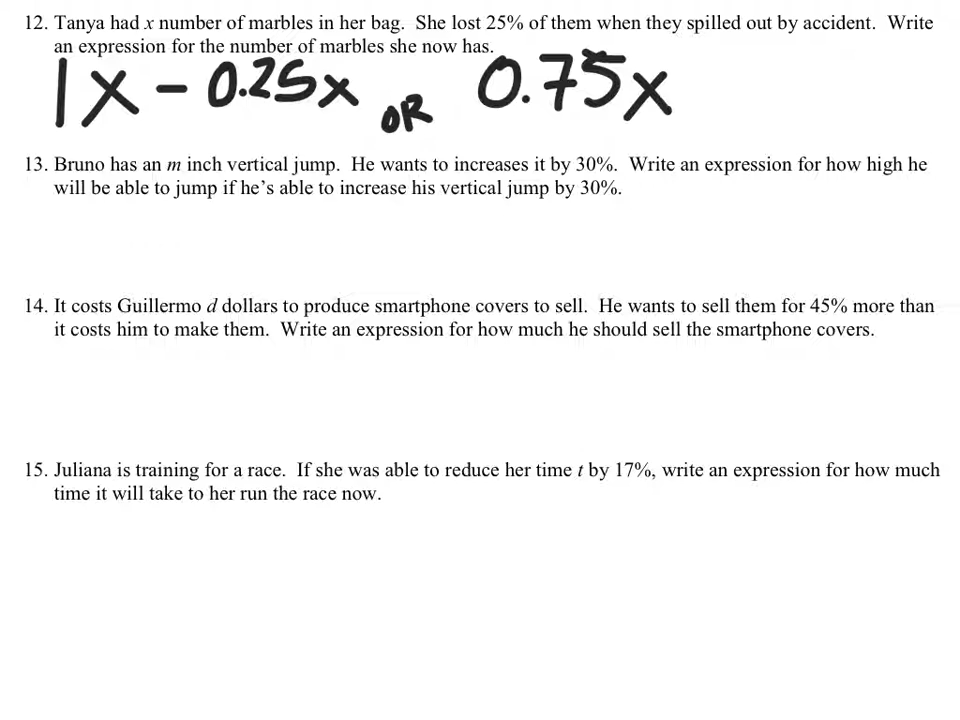 12. Tanya had x number of marbles in her bag. She lost 25% of them when they spilled out by accident. Write
an expression for the number of marbles she now has.
1x - 0.25x OR 0.75x
13. Bruno has an m inch vertical jump. He wants to increases it by 30%. Write an expression for how high he
will be able to jump if he's able to increase his vertical jump by 30%.
14. It costs Guillermo d dollars to produce smartphone covers to sell. He wants to sell them for 45% more than
it costs him to make them. Write an expression for how much he should sell the smartphone covers.
15. Juliana is training for a race. If she was able to reduce her time t by 17%, write an expression for how much
time it will take to her run the race now.